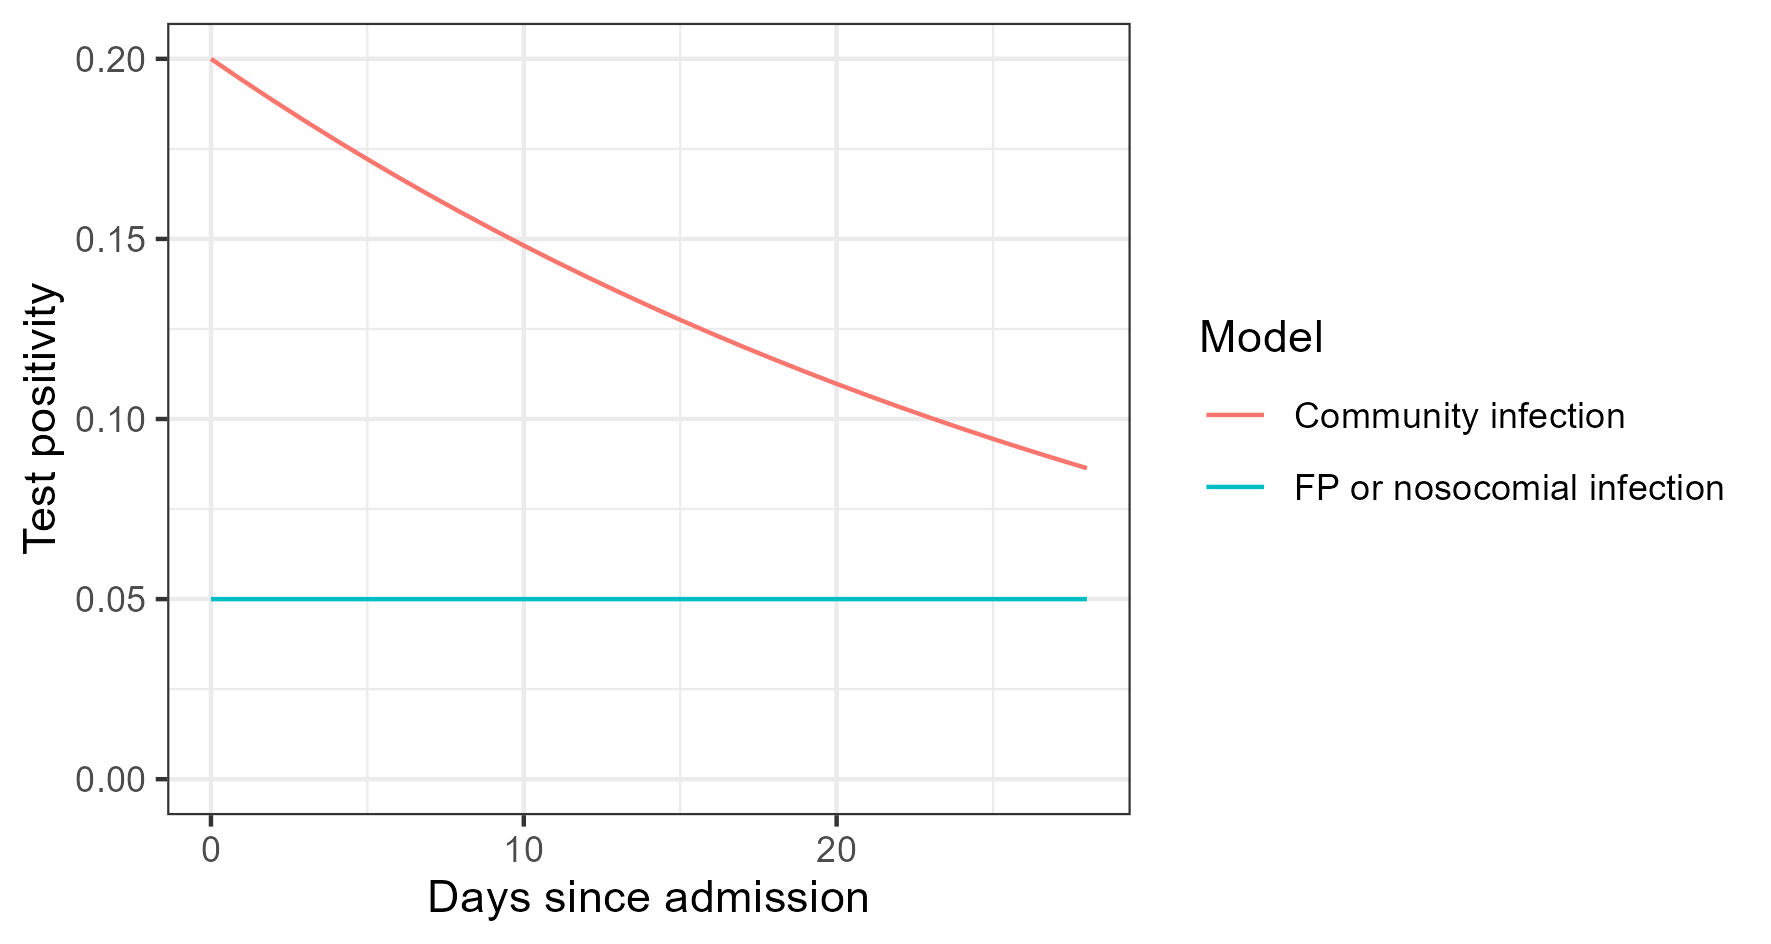 Test positivity
0.20
0.15
0.10
0.05
0.00
0 10 20
Days since admission
Model
Community infection
FP or nosocomial infection